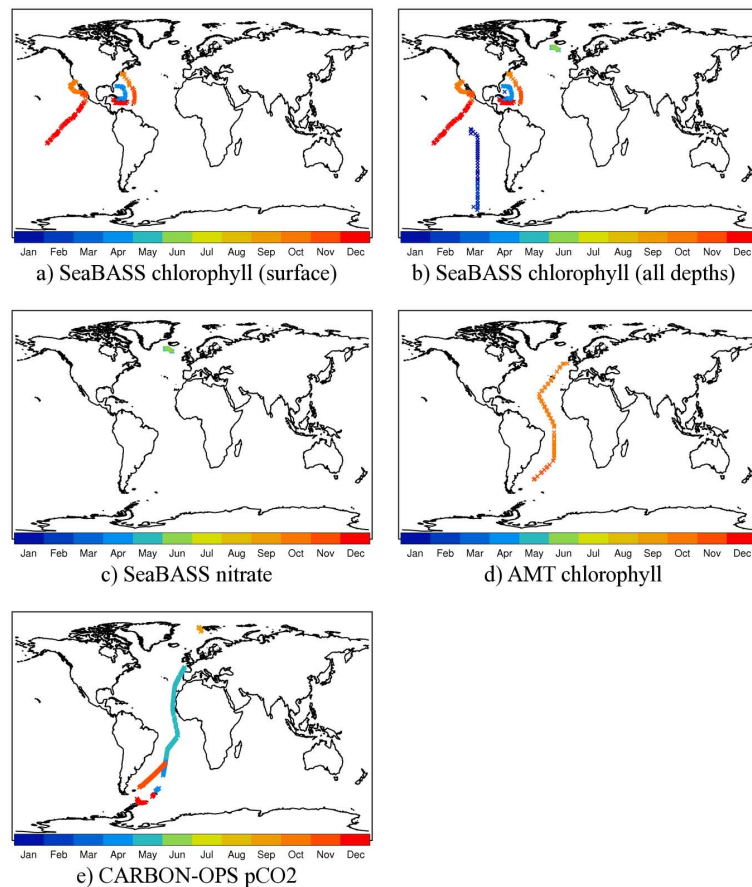 Jan Feb Mar Apr May Jun Jul Aug Sep Oct Nov Dec
a) SeaBASS chlorophyll (surface)
Jan Feb Mar Apr May Jun Jul Aug Sep Oct Nov Dec
b) SeaBASS chlorophyll (all depths)
Jan Feb Mar Apr May Jun Jul Aug Sep Oct Nov Dec
c) SeaBASS nitrate
Jan Feb Mar Apr May Jun Jul Aug Sep Oct Nov Dec
d) AMT chlorophyll
Jan Feb Mar Apr May Jun Jul Aug Sep Oct Nov Dec
e) CARBON-OPS pCO2